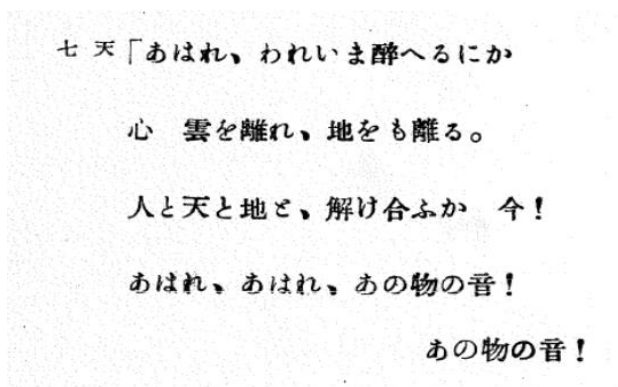 七 天「あはれ、われいま醉へるにか
心　雲を離れ、地をも離る。
人と天と地と、解け合ふか　今！
あはれ、あはれ、あの物の音！
あの物の音！